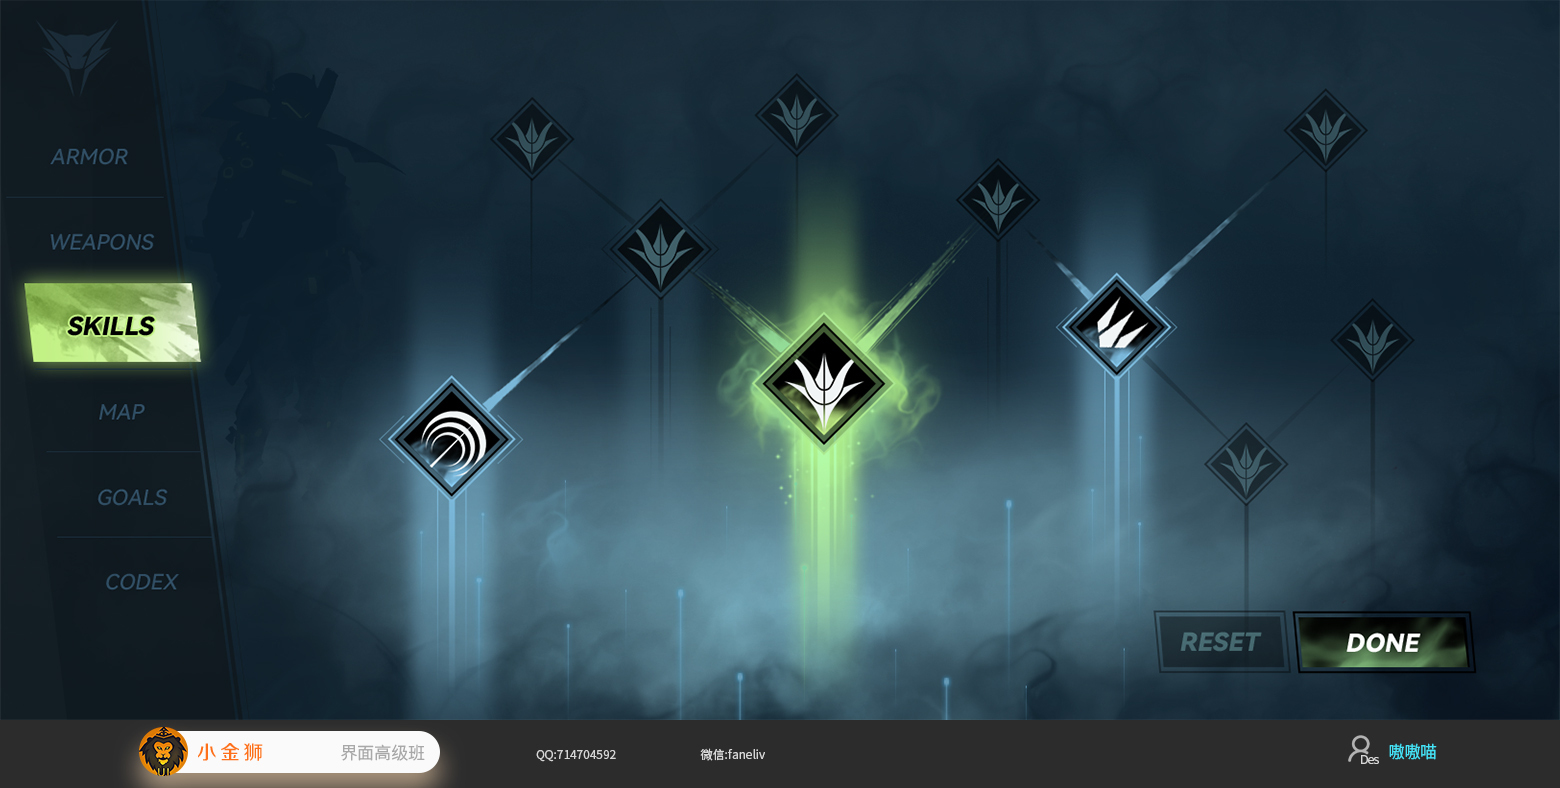 ARMOR
WEAPONS
SKILLS
MAP
GOALS
CODEX
RESET
DONE
小金狮
界面高级班
UI
QQ:714704592
微信:faneliv
Des
嗷嗷喵